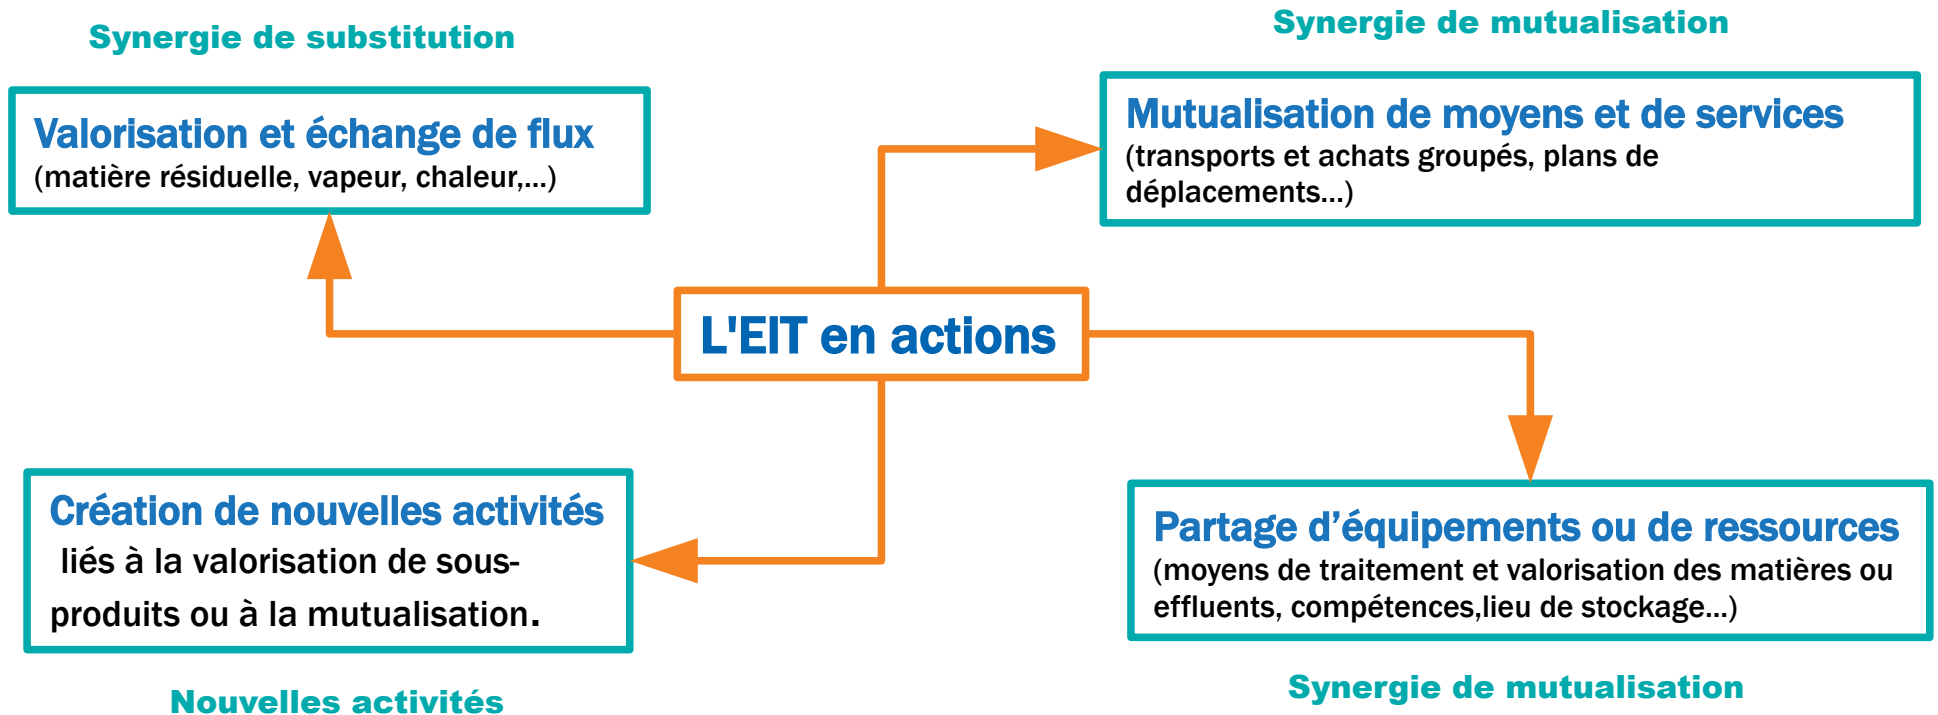 Synergie de substitution
Valorisation et échange de flux
(matière résiduelle, vapeur, chaleur,...)
Synergie de mutualisation
Mutualisation de moyens et de services
(transports et achats groupés, plans de
déplacements...)
L'EIT en actions
Création de nouvelles activités
liés à la valorisation de sous-
produits ou à la mutualisation.
Nouvelles activités
Partage d’équipements ou de ressources
(moyens de traitement et valorisation des matières ou
effluents, compétences,lieu de stockage...)
Synergie de mutualisation